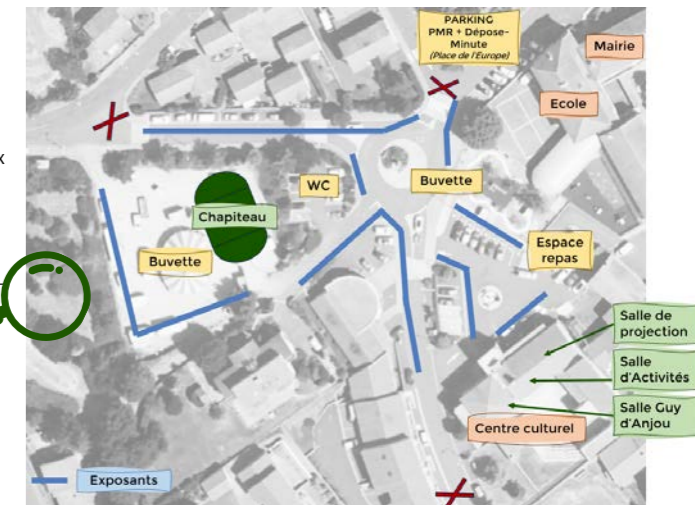 PARKING
PMR + Dépose-
Minute
(Place de l'Europe)
Mairie
Ecole
x
WC
Buvette
Chapiteau
Buvette
Espace
repas
Salle de
projection
Salle
d'Activités
Salle Guy
d'Anjou
Centre culturel
Exposants